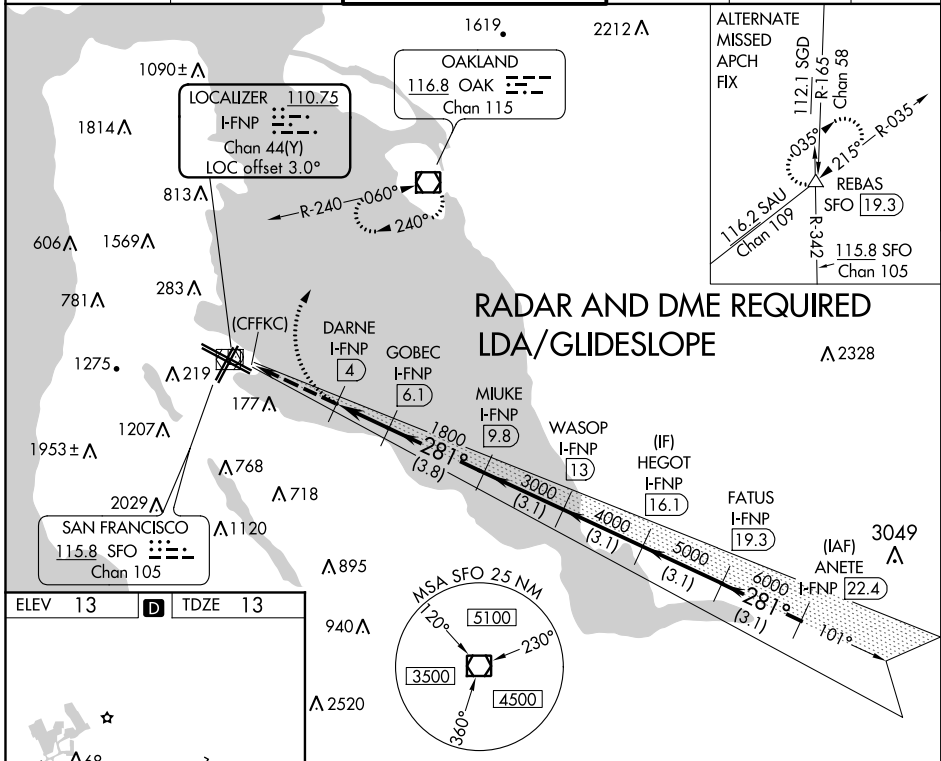 1619
2212
1090±
LOCALIZER 110.75
I-FNP
Chan 44(Y)
LOC offset 3.0°
OAKLAND
116.8 OAK
Chan 115
ALTERNATE
MISSED
APCH
FIX
112.1 SGD
R-165
Chan 58
035°
215°
R-035
REBAS
SFO 19.3
116.2 SAU
Chan 109
R-342
115.8 SFO
Chan 105
1814
813
R-240
060°
240°
606
1569
781
283
RADAR AND DME REQUIRED
LDA/GLIDESLOPE
(CFFKC)
DARNE
I-FNP
4
GOBEC
I-FNP
6.1
MIUKE
I-FNP
9.8
WASOP
I-FNP
13
(IF)
HEGOT
I-FNP
16.1
FATUS
I-FNP
19.3
(IAF)
ANETE
I-FNP 22.4
2328
3049
1275
219
177
1207
1953±
768
718
2029
1120
1800
281°
(3.8)
3000
(3.1)
4000
(3.1)
5000
(3.1)
6000
281°
(3.1)
101°
SAN FRANCISCO
115.8 SFO
Chan 105
895
940
2520
MSA SFO 25 NM
120°
5100
230°
3500
4500
360°
ELEV 13
D
TDZE 13